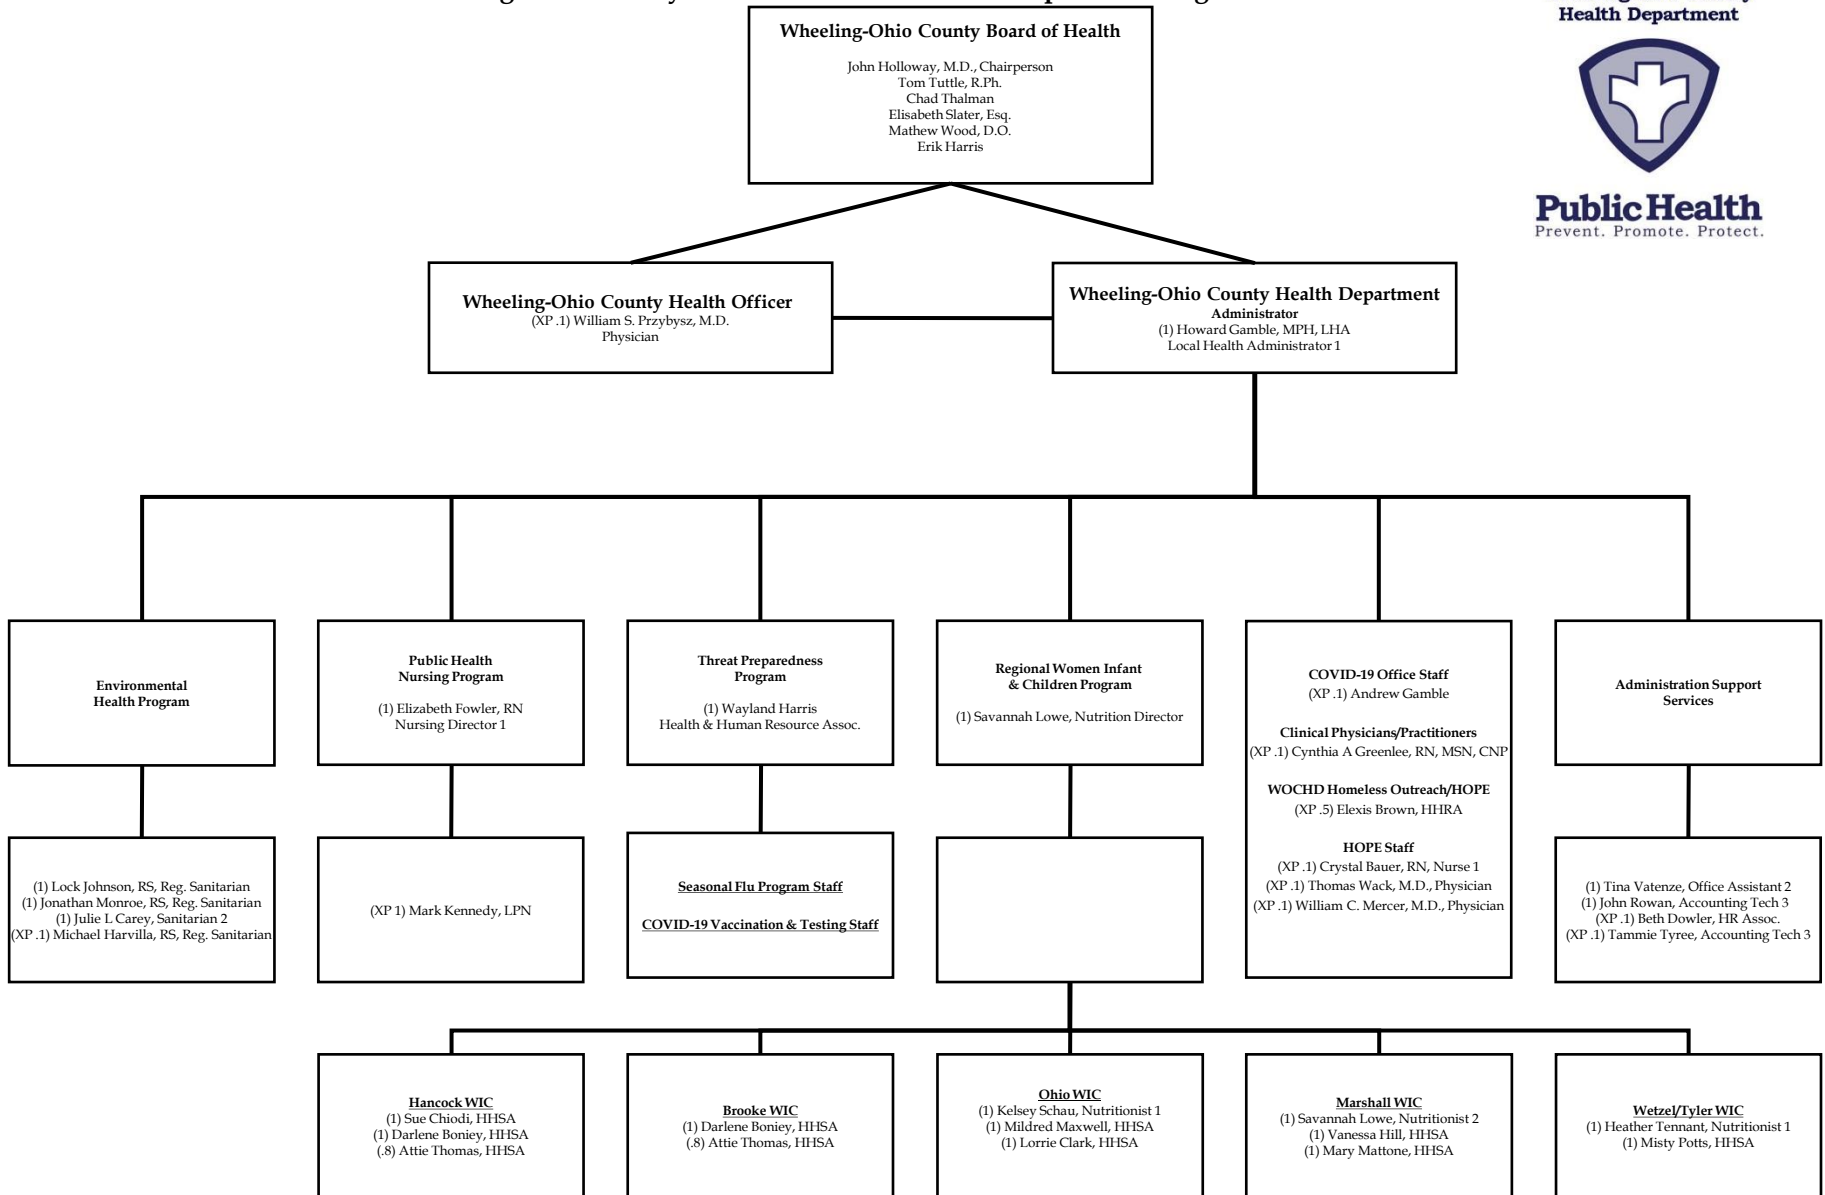 Wheeling-Ohio County Board of Health
John Holloway, M.D., Chairperson
Tom Tuttle, R.Ph.
Chad Thalman
Elisabeth Slater, Esq.
Mathew Wood, D.O.
Erik Harris
Health Department
Public Health
Prevent. Promote. Protect.
Wheeling-Ohio County Health Officer
(XP .1) William S. Przybysz, M.D.
Physician
Wheeling-Ohio County Health Department
Administrator
(1) Howard Gamble, MPH, LHA
Local Health Administrator 1
Environmental
Health Program
Public Health
Nursing Program
(1) Elizabeth Fowler, RN
Nursing Director 1
Threat Preparedness
Program
(1) Wayland Harris
Health & Human Resource Assoc.
Regional Women Infant
& Children Program
(1) Savannah Lowe, Nutrition Director
COVID-19 Office Staff
(XP .1) Andrew Gamble
Clinical Physicians/Practitioners
(XP .1) Cynthia A Greenlee, RN, MSN, CNP
WOCHD Homeless Outreach/HOPE
(XP .5) Elexis Brown, HHRA
HOPE Staff
(XP .1) Crystal Bauer, RN, Nurse 1
(XP .1) Thomas Wack, M.D., Physician
(XP .1) William C. Mercer, M.D., Physician
Administration Support
Services
(1) Lock Johnson, RS, Reg. Sanitarian
(1) Jonathan Monroe, RS, Reg. Sanitarian
(1) Julie L Carey, Sanitarian 2
(XP .1) Michael Harvilla, RS, Reg. Sanitarian
(XP 1) Mark Kennedy, LPN
Seasonal Flu Program Staff
COVID-19 Vaccination & Testing Staff
(1) Tina Vatenze, Office Assistant 2
(1) John Rowan, Accounting Tech 3
(XP .1) Beth Dowler, HR Assoc.
(XP .1) Tammie Tyree, Accounting Tech 3
Hancock WIC
(1) Sue Chiodi, HHSA
(1) Darlene Boniey, HHSA
(.8) Attie Thomas, HHSA
Brooke WIC
(1) Darlene Boniey, HHSA
(.8) Attie Thomas, HHSA
Ohio WIC
(1) Kelsey Schau, Nutritionist 1
(1) Mildred Maxwell, HHSA
(1) Lorrie Clark, HHSA
Marshall WIC
(1) Savannah Lowe, Nutritionist 2
(1) Vanessa Hill, HHSA
(1) Mary Mattone, HHSA
Wetzel/Tyler WIC
(1) Heather Tennant, Nutritionist 1
(1) Misty Potts, HHSA